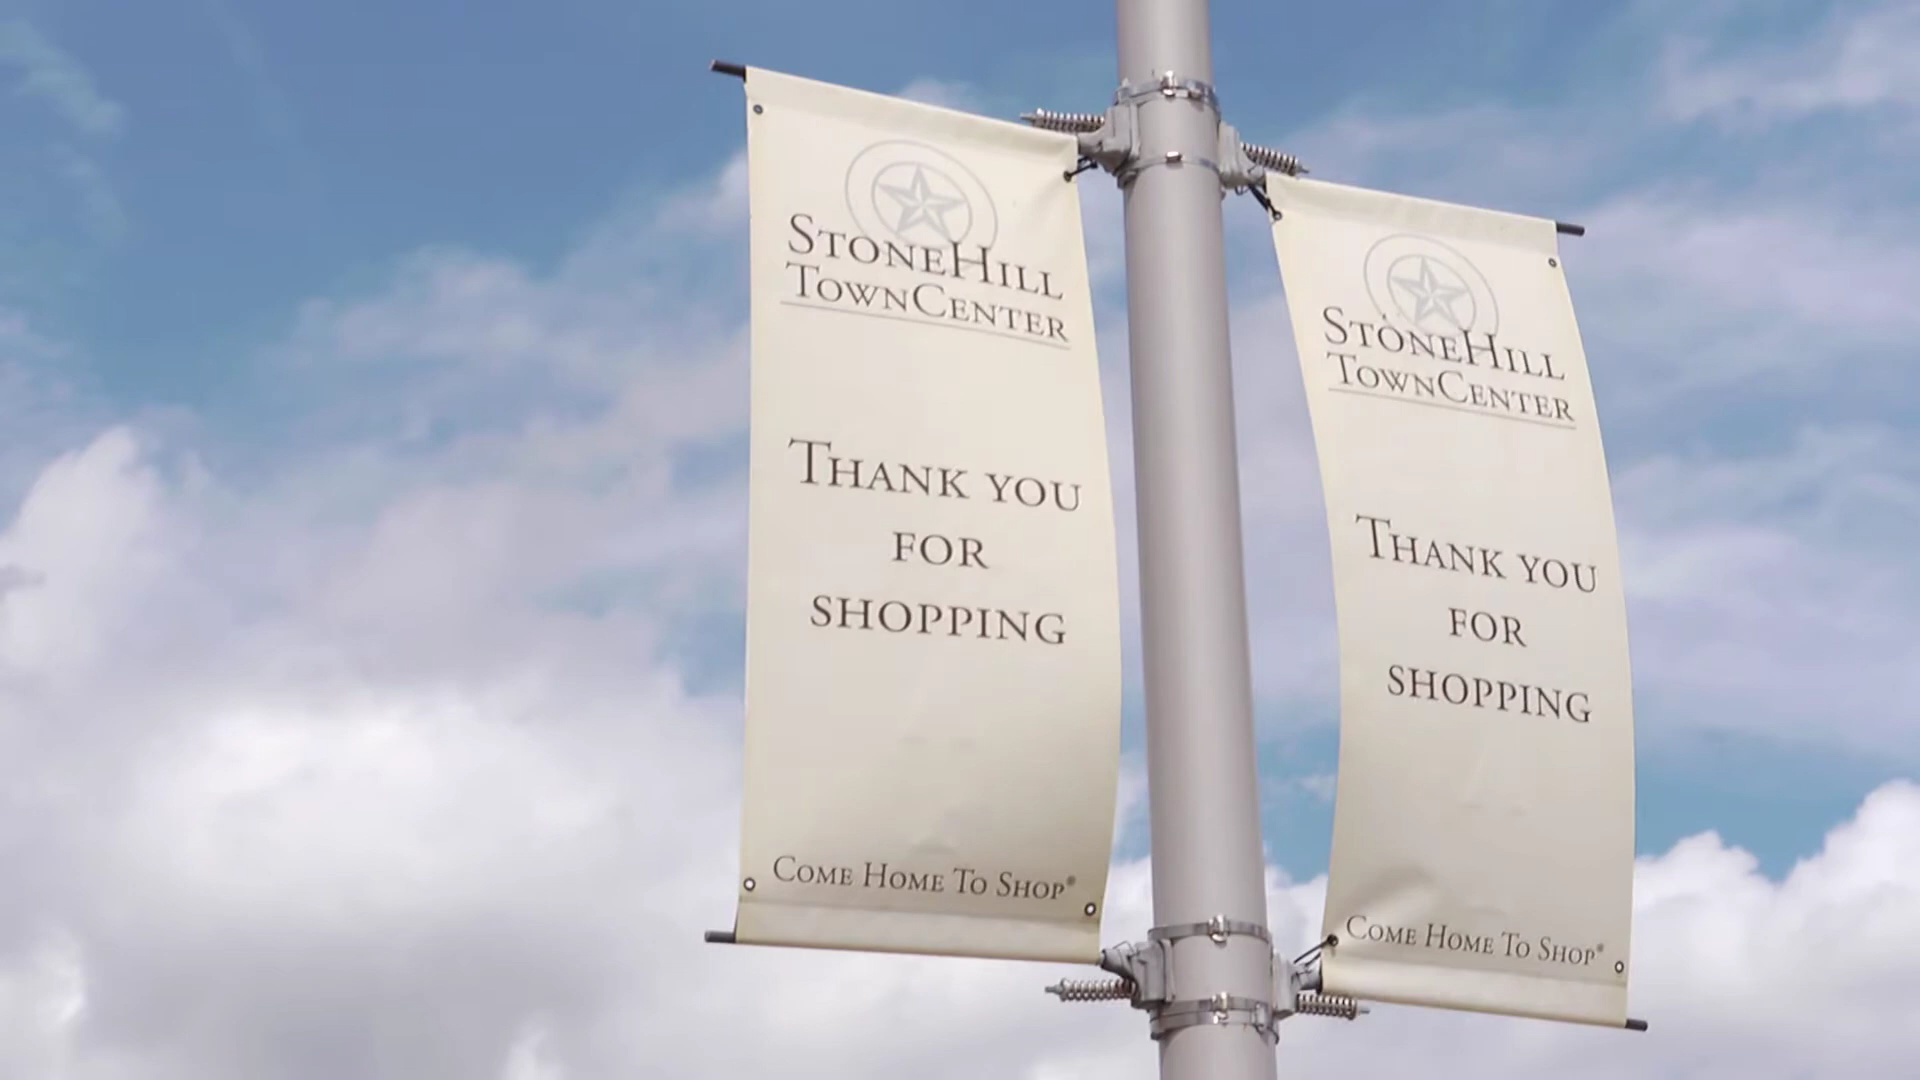 STONEHILL
TOWNCENTER
THANK YOU
FOR
SHOPPING
COME HOME TO SHOP®
STONEHILL
TOWNCENTER
THANK YOU
FOR
SHOPPING
COME HOME TO SHOP®